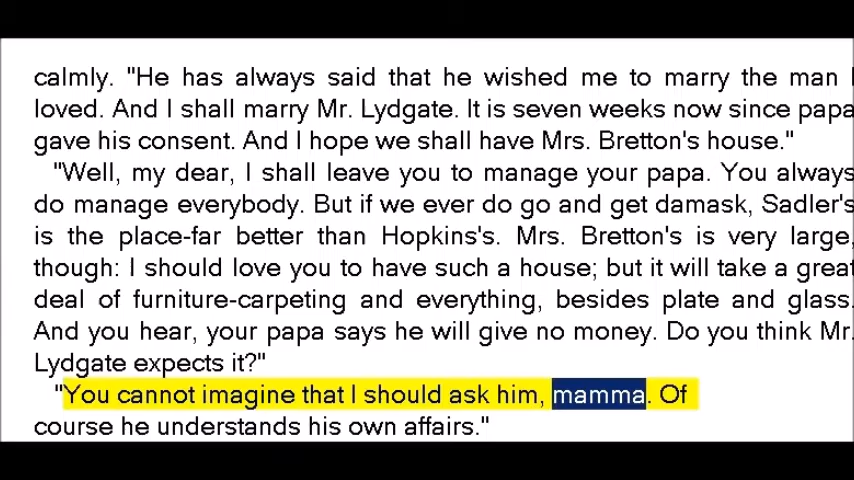 calmly. "He has always said that he wished me to marry the man I
loved. And I shall marry Mr. Lydgate. It is seven weeks now since papa
gave his consent. And I hope we shall have Mrs. Bretton's house."
"Well, my dear, I shall leave you to manage your papa. You always
do manage everybody. But if we ever do go and get damask, Sadler's
is the place-far better than Hopkins's. Mrs. Bretton's is very large,
though: I should love you to have such a house; but it will take a great
deal of furniture-carpeting and everything, besides plate and glass.
And you hear, your papa says he will give no money. Do you think Mr.
Lydgate expects it?"
"You cannot imagine that I should ask him, mamma. Of
course he understands his own affairs."